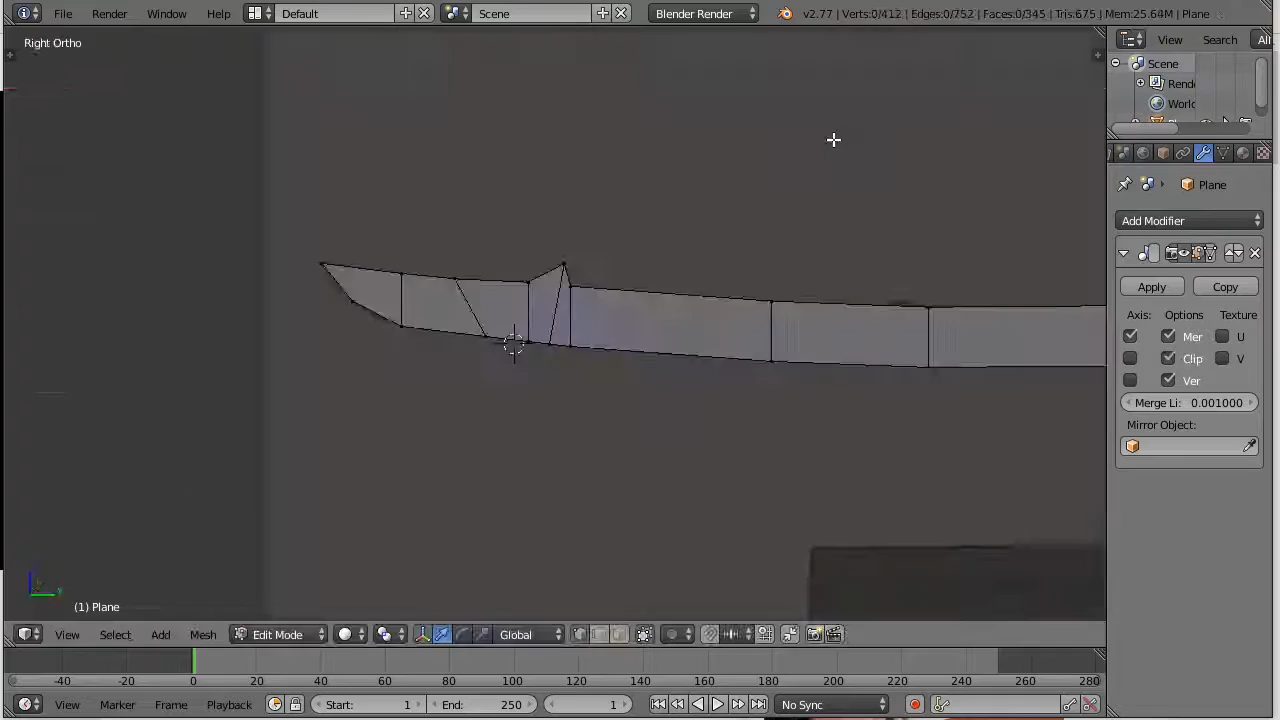 File Render Window Help Default Scene Blender Render v2.77 | Verts:0/412 | Edges:0/752 | Faces:0/345 | Tris:675 | Mem:25.64M | Plane
Right Ortho
View Search All
Scene
Rende
World
Plane
Add Modifier
Apply Copy
Axis: Options Texture
Mer U
Clip V
Ver
Merge Li: 0.001000
Mirror Object:
(1) Plane
View Select Add Mesh Edit Mode Global
-40 -20 0 20 40 60 80 100 120 140 160 180 200 220 240 260 280
View Marker Frame Playback Start: 1 End: 250 1 No Sync